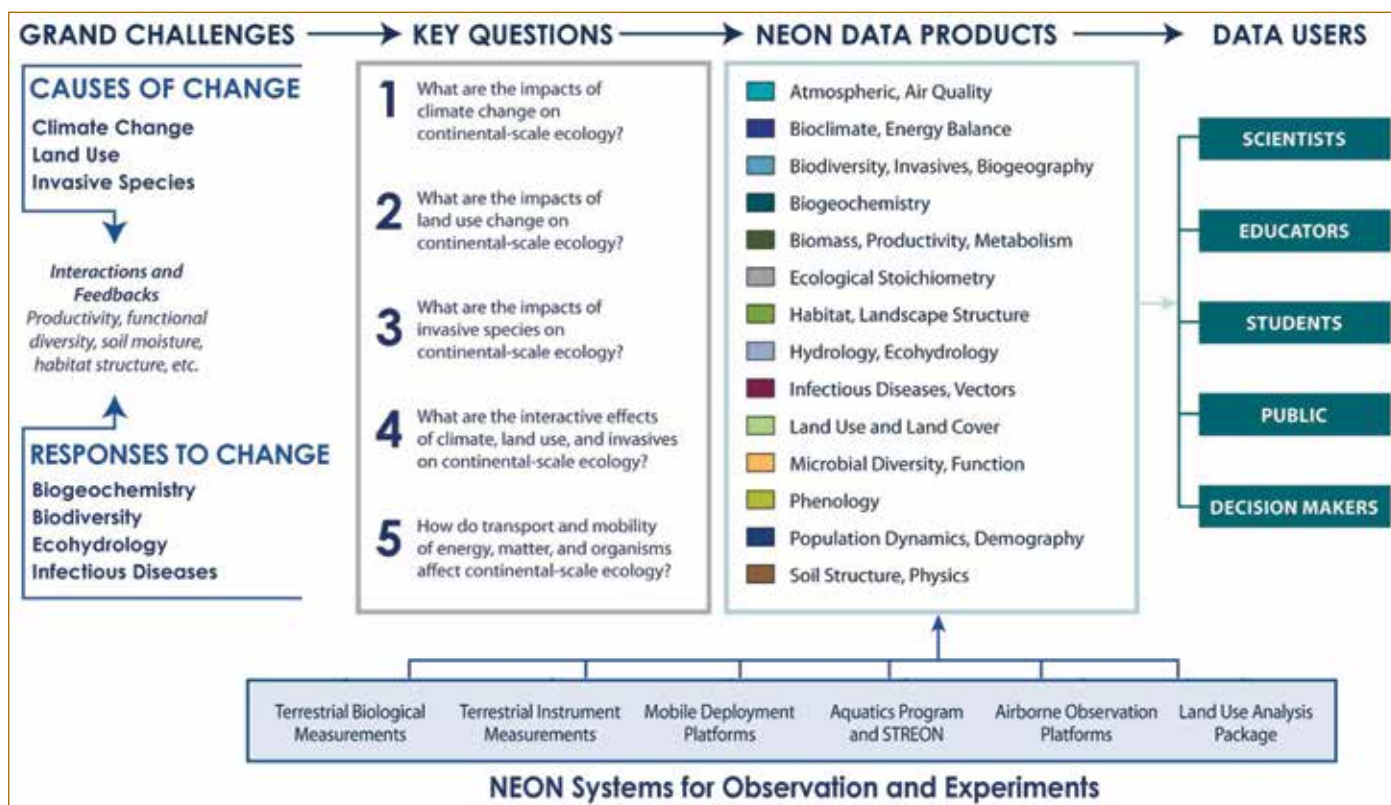 GRAND CHALLENGES
KEY QUESTIONS
NEON DATA PRODUCTS
DATA USERS
CAUSES OF CHANGE
Climate Change
Land Use
Invasive Species
Interactions and
Feedbacks
Productivity, functional
diversity, soil moisture,
habitat structure, etc.
RESPONSES TO CHANGE
Biogeochemistry
Biodiversity
Ecohydrology
Infectious Diseases
1
What are the impacts of
climate change on
continental-scale ecology?
2
What are the impacts of
land use change on
continental-scale ecology?
3
What are the impacts of
invasive species on
continental-scale ecology?
4
What are the interactive effects
of climate, land use, and invasives
on continental-scale ecology?
5
How do transport and mobility
of energy, matter, and organisms
affect continental-scale ecology?
Atmospheric, Air Quality
Bioclimate, Energy Balance
Biodiversity, Invasives, Biogeography
Biogeochemistry
Biomass, Productivity, Metabolism
Ecological Stoichiometry
Habitat, Landscape Structure
Hydrology, Ecohydrology
Infectious Diseases, Vectors
Land Use and Land Cover
Microbial Diversity, Function
Phenology
Population Dynamics, Demography
Soil Structure, Physics
SCIENTISTS
EDUCATORS
STUDENTS
PUBLIC
DECISION MAKERS
Terrestrial Biological
Measurements
Terrestrial Instrument
Measurements
Mobile Deployment
Platforms
Aquatics Program
and STREON
Airborne Observation
Platforms
Land Use Analysis
Package
NEON Systems for Observation and Experiments